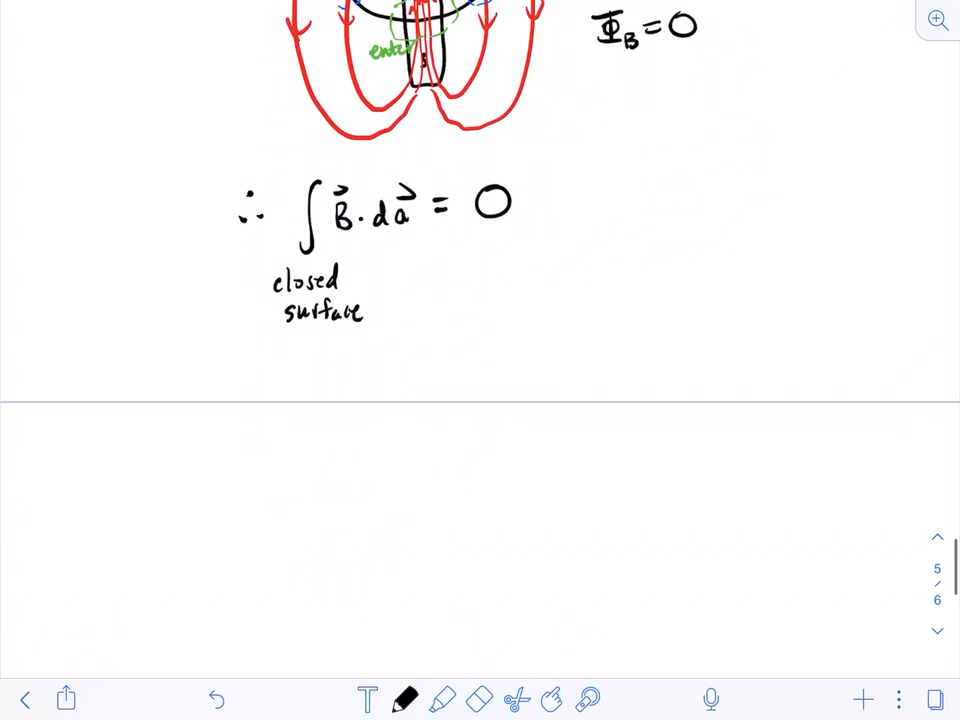 Φ_B = 0
enter
S
∴ ∫ B⃗ · da⃗ = 0
closed
surface
5
/
6
T